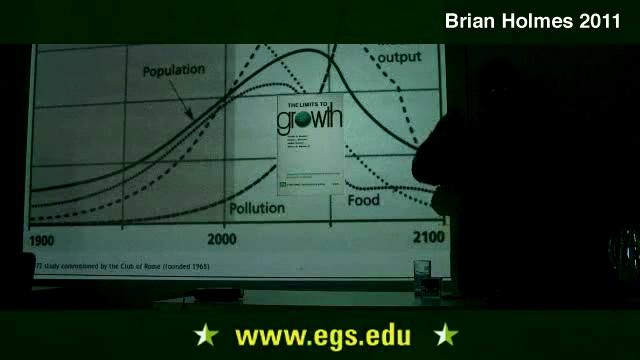 Brian Holmes 2011
output
Population
THE LIMITS TO
growth
Pollution
Food
1900
2000
2100
study commissioned by the Club of Rome (founded 1968)
www.egs.edu